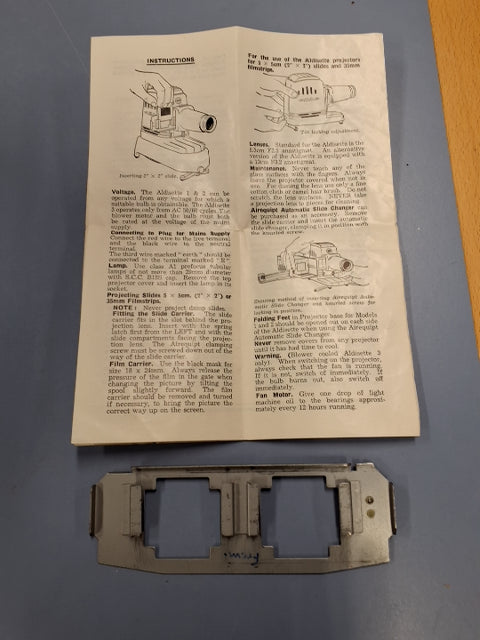 INSTRUCTIONS
Inserting 2" × 2" slide.
Voltage. The Aldisette 1 & 2 can be
operated from any voltage for which a
suitable bulb is obtainable. The Aldisette
3 operates only from 50 cycles. The
blower motor and the bulb must both
be rated at the voltage of the mains
supply.
Connecting to Plug for Mains Supply
Connect the red wire to the live terminal
and the black wire to the neutral
terminal.
The third wire marked "earth" should be
connected to the terminal marked "E".
Lamp. Use class A1 prefocus tubular
lamps of not more than 29mm diameter
with B.C.C. cap. Remove the top
projector cover and insert the lamp in its
socket.
Projecting Slides 5 × 5cm. (2" × 2") or
35mm Filmstrips.
NOTE: Never project damp slides.
Fitting the Slide Carrier. The slide
carrier fits in the slot behind the pro-
jection lens. Insert with the spring
latch first from the LEFT and with the
slide compartments facing the projec-
tion lens. The Airequipt clamping
screw must be screwed down out of the
way of the slide carrier.
Film Carrier. Use the black mask for
size 18 × 24mm. Always release the
pressure of the film in the gate when
changing the picture by tilting the
spool slightly forward. The film
carrier should be removed and turned
if necessary, to bring the picture the
correct way up on the screen.
For the use of the Aldisette projectors
for 5 × 5cm (2" × 2") slides and 35mm
filmstrips.
For locking adjustment.
Lenses. Standard for the Aldisette is the
8.5cm F2.8 anastigmat. An alternative
version of the Aldisette is equipped with
a F3.2 anastigmat.
Maintenance. Never touch any of the
glass surfaces with the fingers. Always
leave the projector covered when not in
use. For cleaning the lens use only a fine
cotton cloth or camel hair brush. Do not
scratch the lens surfaces. NEVER take
a projection lens to pieces for cleaning.
Airequipt Automatic Slide Changer can
be purchased as an accessory. Remove
the slide carrier and insert the automatic
slide changer, clamping it in position with
the knurled screw.
Showing method of inserting Airequipt Auto-
matic Slide Changer and knurled screw for
locking in position.
Folding Feet in Projector base for Models
1 and 2 should be opened out on each side
of the Aldisette when using the Airequipt
Automatic Slide Changer.
Never remove covers from any projector
until it has had time to cool.
Warning. (Blower cooled Aldisette 3
only). When switching on the projector,
always check that the fan is running.
If it is not, switch off immediately. If
the bulb burns out, also switch off
immediately.
Fan Motor. Give one drop of light
machine oil to the bearings approxi-
mately every 12 hours running.